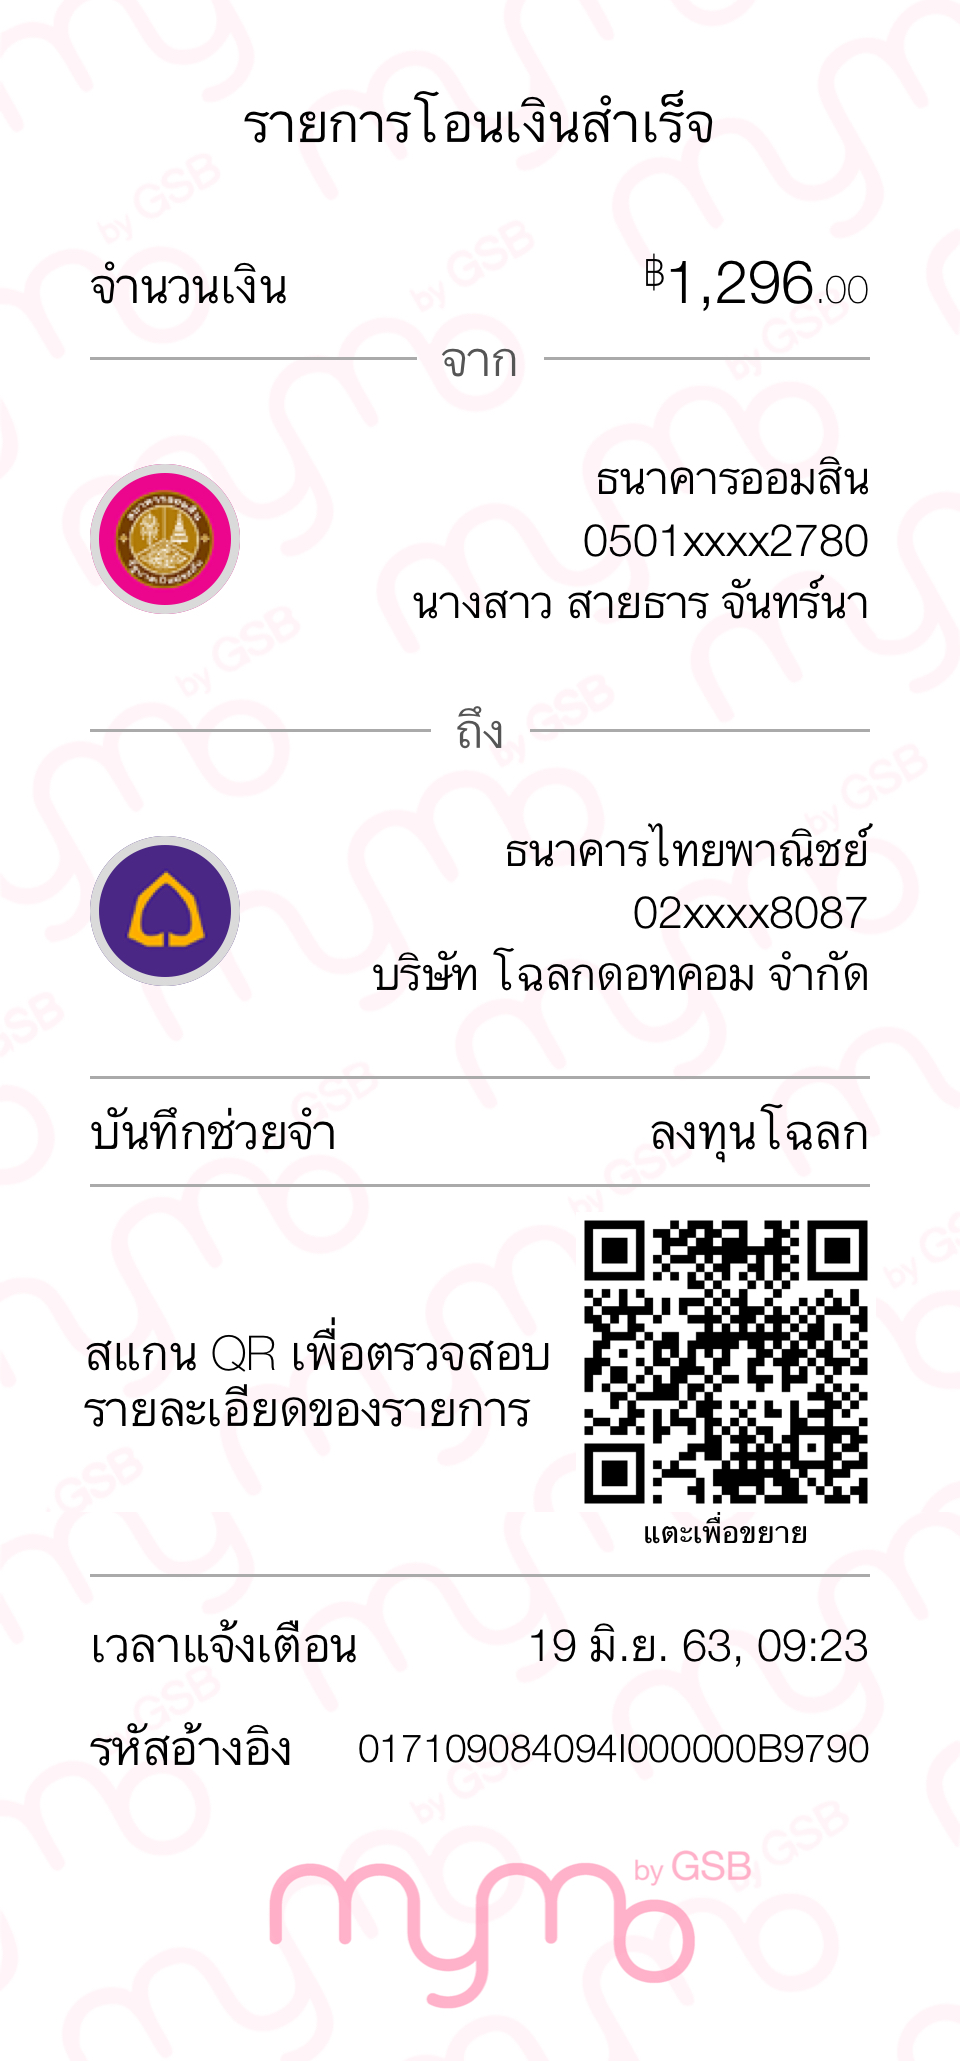 รายการโอนเงินสำเร็จ
จำนวนเงิน ฿1,296.00
จาก
ธนาคารออมสิน
0501xxxx2780
นางสาว สายธาร จันทร์นา
ถึง
ธนาคารไทยพาณิชย์
02xxxx8087
บริษัท โฉลกดอทคอม จำกัด
บันทึกช่วยจำ ลงทุนโฉลก
สแกน QR เพื่อตรวจสอบ
รายละเอียดของรายการ
แตะเพื่อขยาย
เวลาแจ้งเตือน 19 มิ.ย. 63, 09:23
รหัสอ้างอิง 017109084094I000000B9790
mymo by GSB